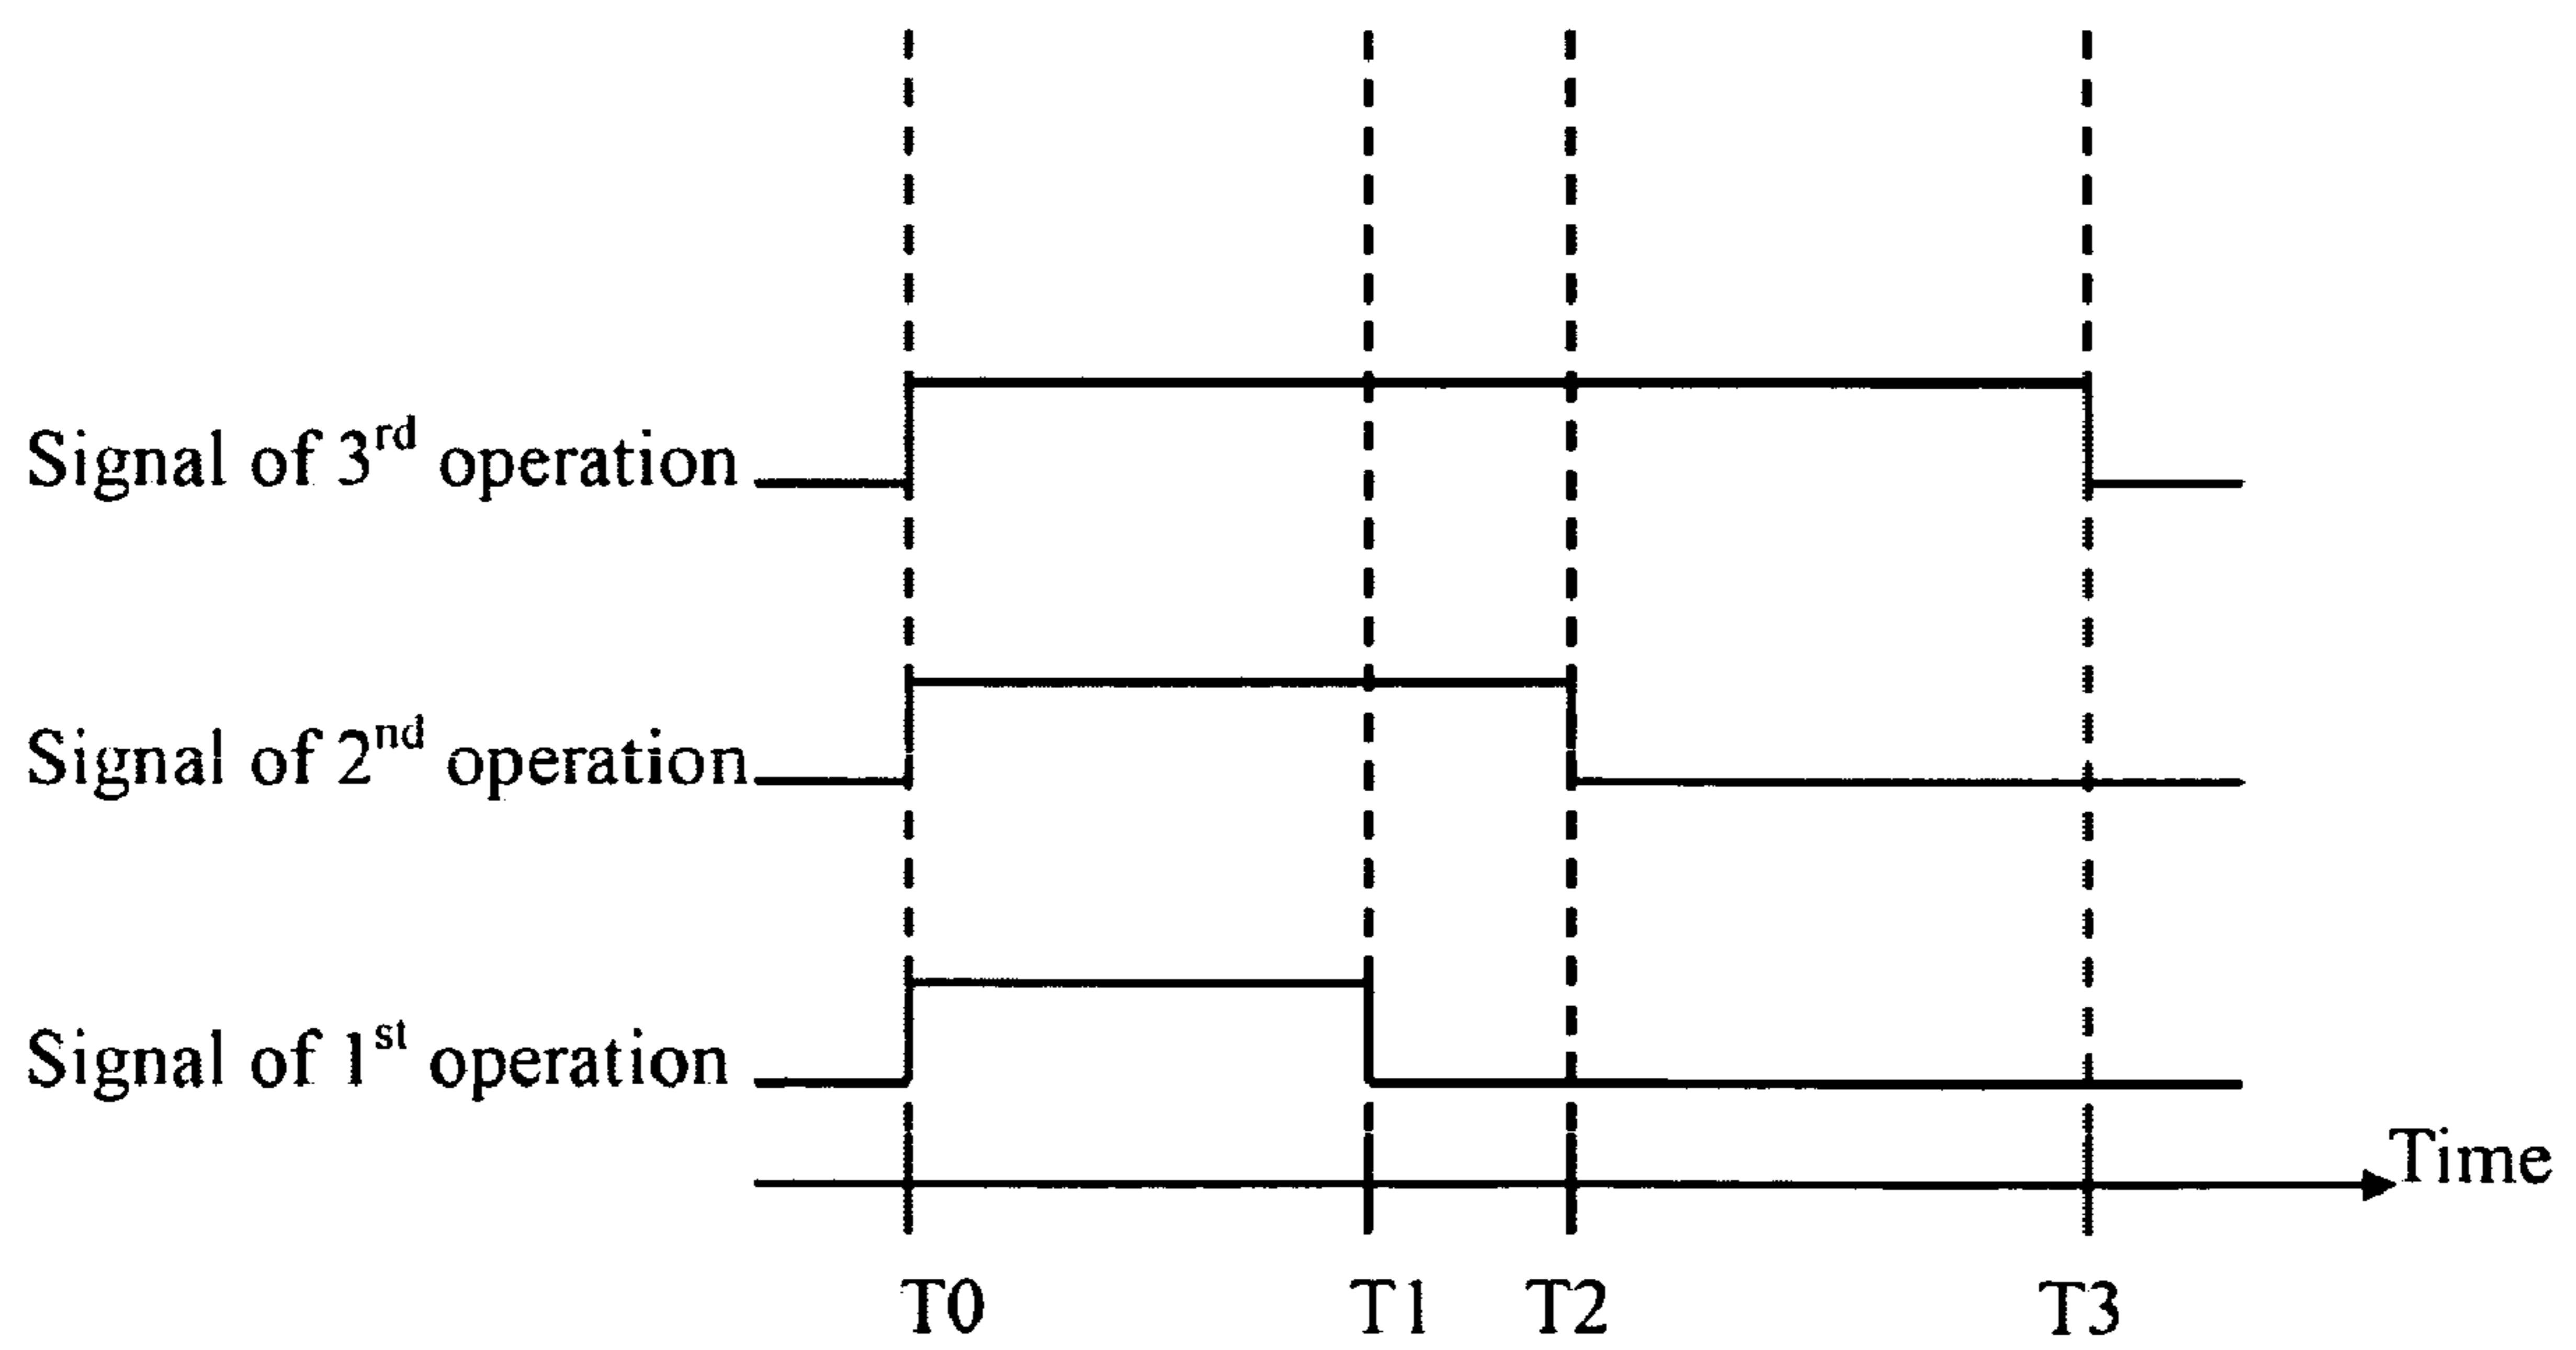 Signal of 3rd operation
Signal of 2nd operation
Signal of 1st operation
Time
T0 T1 T2 T3